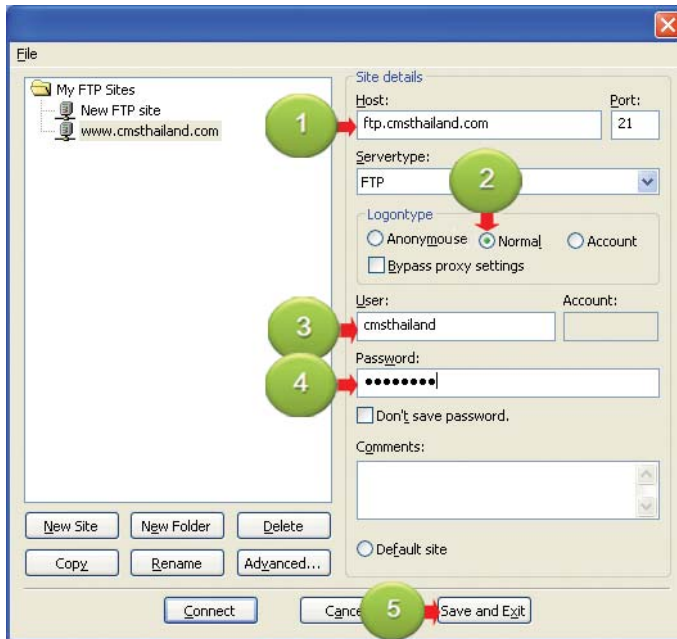 File
My FTP Sites
New FTP site
www.cmsthailand.com
Site details
Host:
Port:
1
ftp.cmsthailand.com
21
Servertype:
FTP
2
Logontype
Anonymouse
Normal
Account
Bypass proxy settings
User:
Account:
3
cmsthailand
Password:
4
••••••••
Don't save password.
Comments:
New Site
New Folder
Delete
Default site
Copy
Rename
Advanced...
Connect
5
Save and Exit